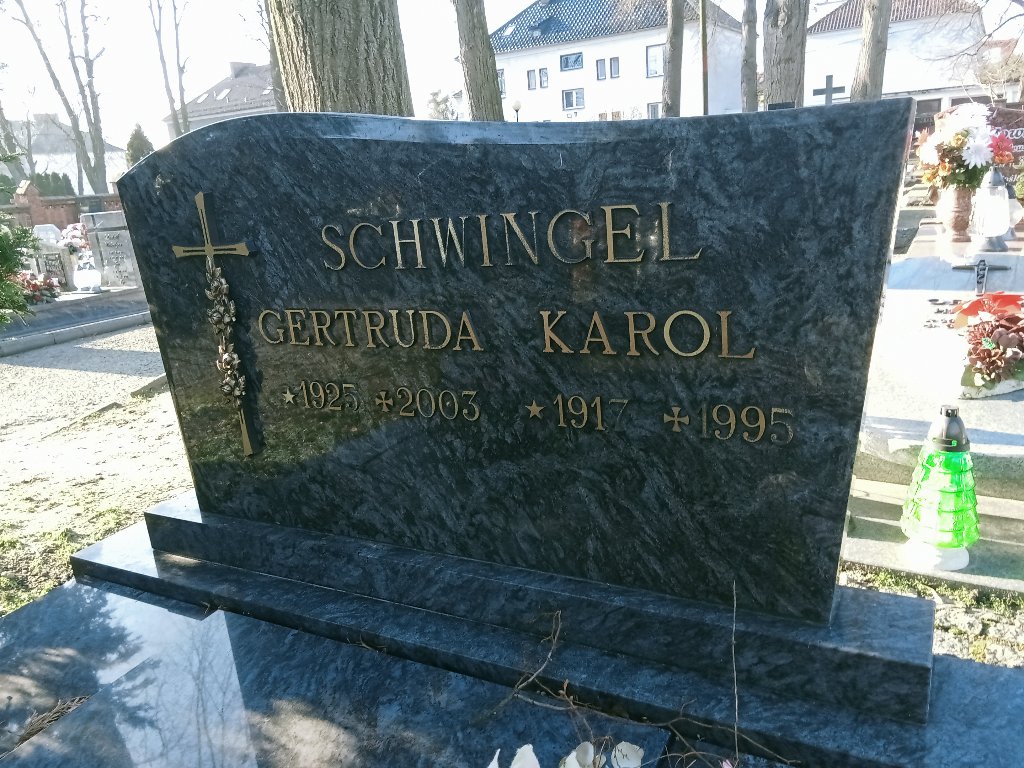 SCHWINGEL
GERTRUDA KAROL
★1925 ✠2003 ★1917 ✠1995